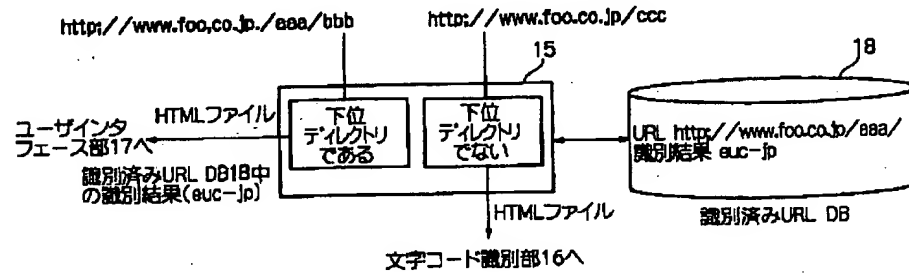 http://www.foo,co.jp./aaa/bbb
http://www.foo.co.jp/ccc
15
18
HTMLファイル
下位
ディレクトリ
である
下位
ディレクトリ
でない
ユーザインタ
フェース部17へ
識別済みURL DB18中
の識別結果(euc-jp)
URL http://www.foo.co.jp/aaa/
識別結果 euc-jp
HTMLファイル
識別済みURL DB
文字コード識別部16へ